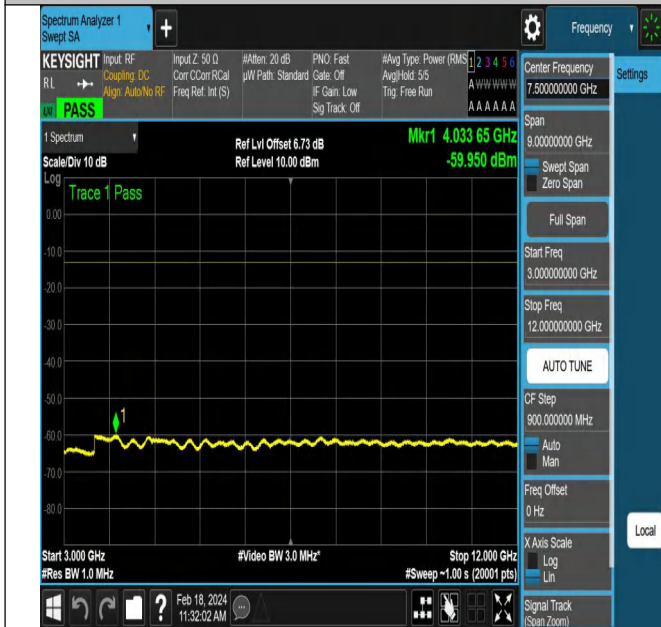 Spectrum Analyzer 1
Swept SA
+
Frequency
KEYSIGHT
RL
PASS
Input: RF
Coupling: DC
Align: Auto/No RF
Input Z: 50 Ω
Corr CCorr RCal
Freq Ref: Int (S)
#Atten: 20 dB
µW Path: Standard
PNO: Fast
Gate: Off
IF Gain: Low
Sig Track: Off
#Avg Type: Power (RMS
Avg|Hold: 5/5
Trig: Free Run
1 2 3 4 5 6
A W W W W W
A A A A A A
1 Spectrum
Scale/Div 10 dB
Log
Ref Lvl Offset 6.73 dB
Ref Level 10.00 dBm
Mkr1 4.033 65 GHz
-59.950 dBm
Trace 1 Pass
0.00
-10.0
-20.0
-30.0
-40.0
-50.0
-60.0
-70.0
-80.0
1
Start 3.000 GHz
#Res BW 1.0 MHz
#Video BW 3.0 MHz*
Stop 12.000 GHz
#Sweep ~1.00 s (20001 pts)
?
Feb 18, 2024
11:32:02 AM
Center Frequency
7.500000000 GHz
Settings
Span
9.00000000 GHz
Swept Span
Zero Span
Full Span
Start Freq
3.000000000 GHz
Stop Freq
12.000000000 GHz
AUTO TUNE
CF Step
900.000000 MHz
Auto
Man
Freq Offset
0 Hz
X Axis Scale
Log
Lin
Local
Signal Track
(Span Zoom)